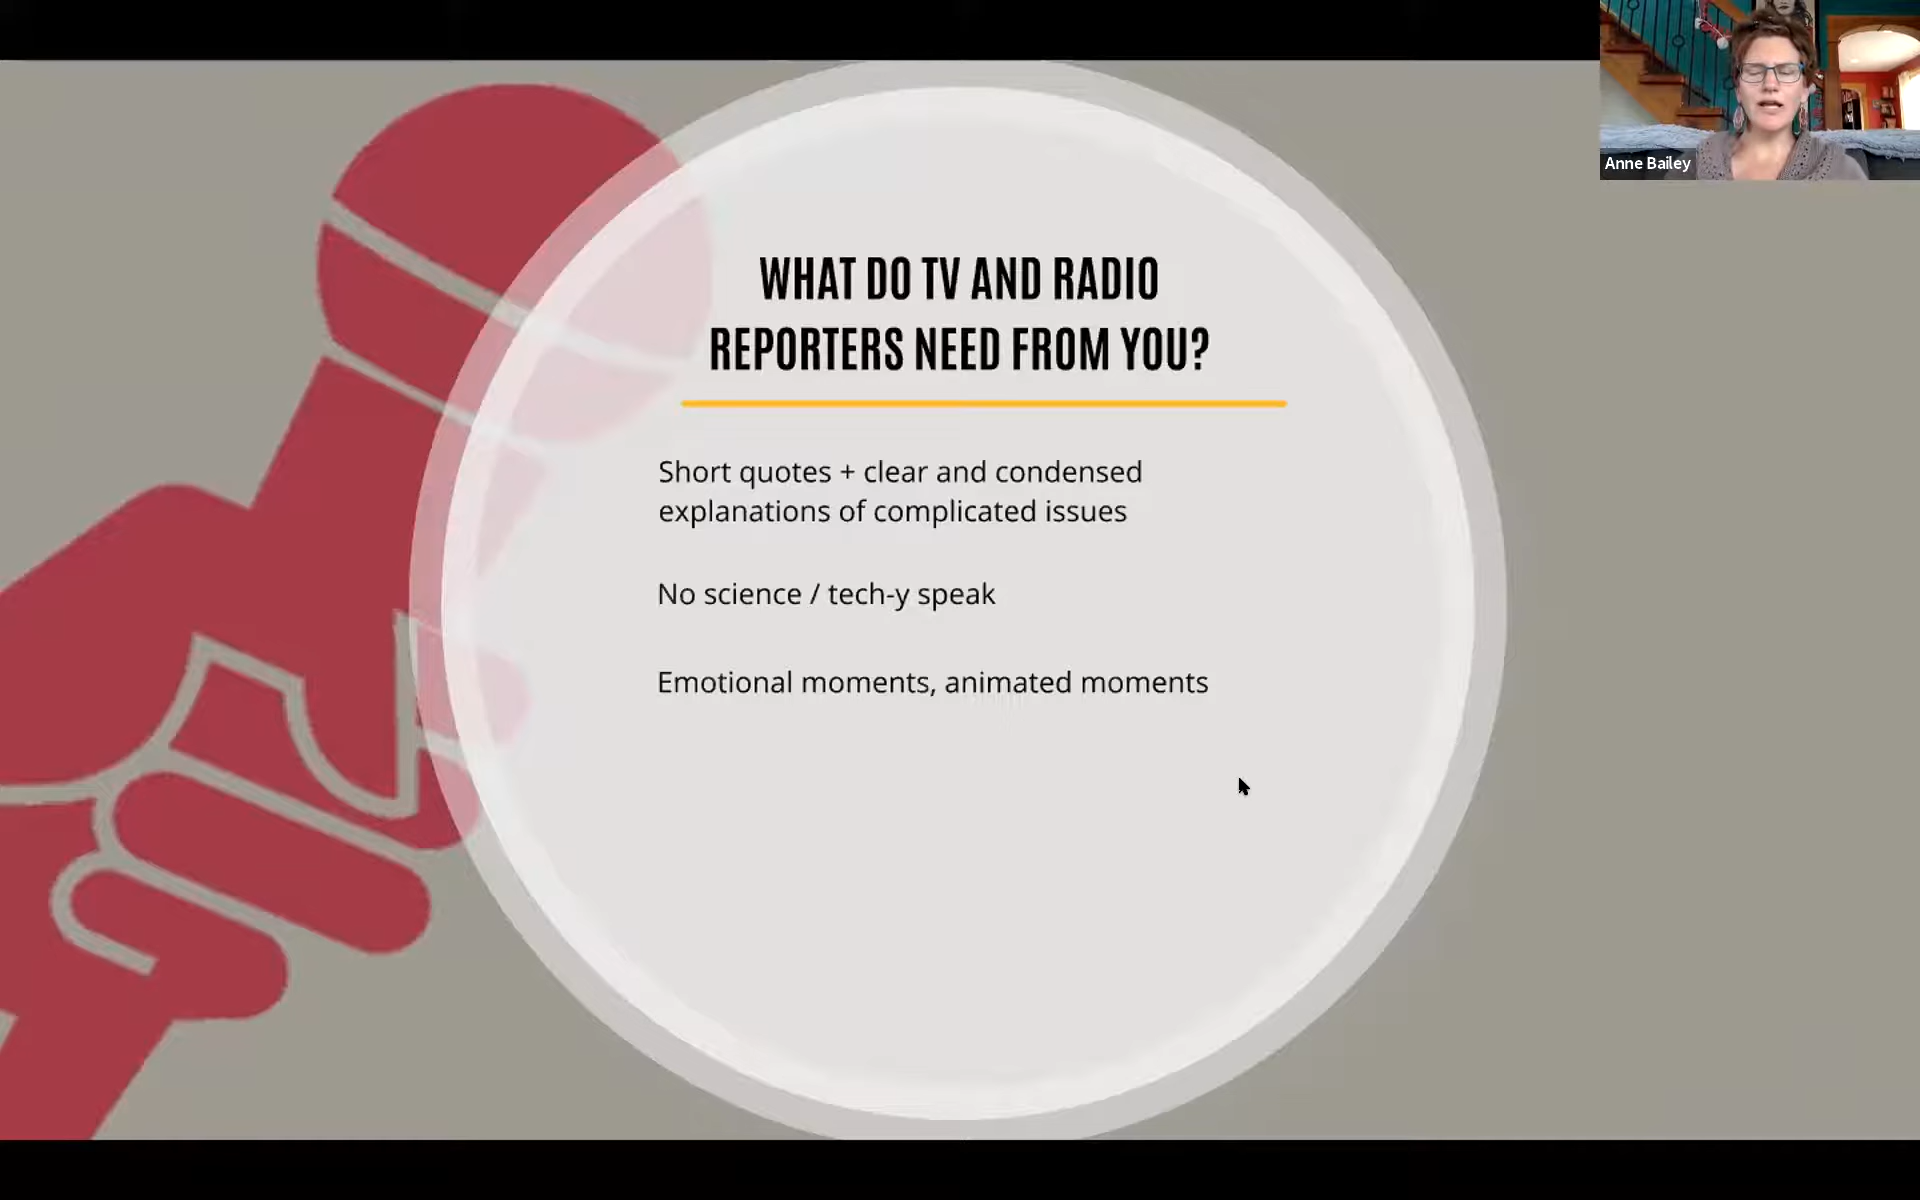 Anne Bailey
WHAT DO TV AND RADIO
REPORTERS NEED FROM YOU?
Short quotes + clear and condensed
explanations of complicated issues
No science / tech-y speak
Emotional moments, animated moments